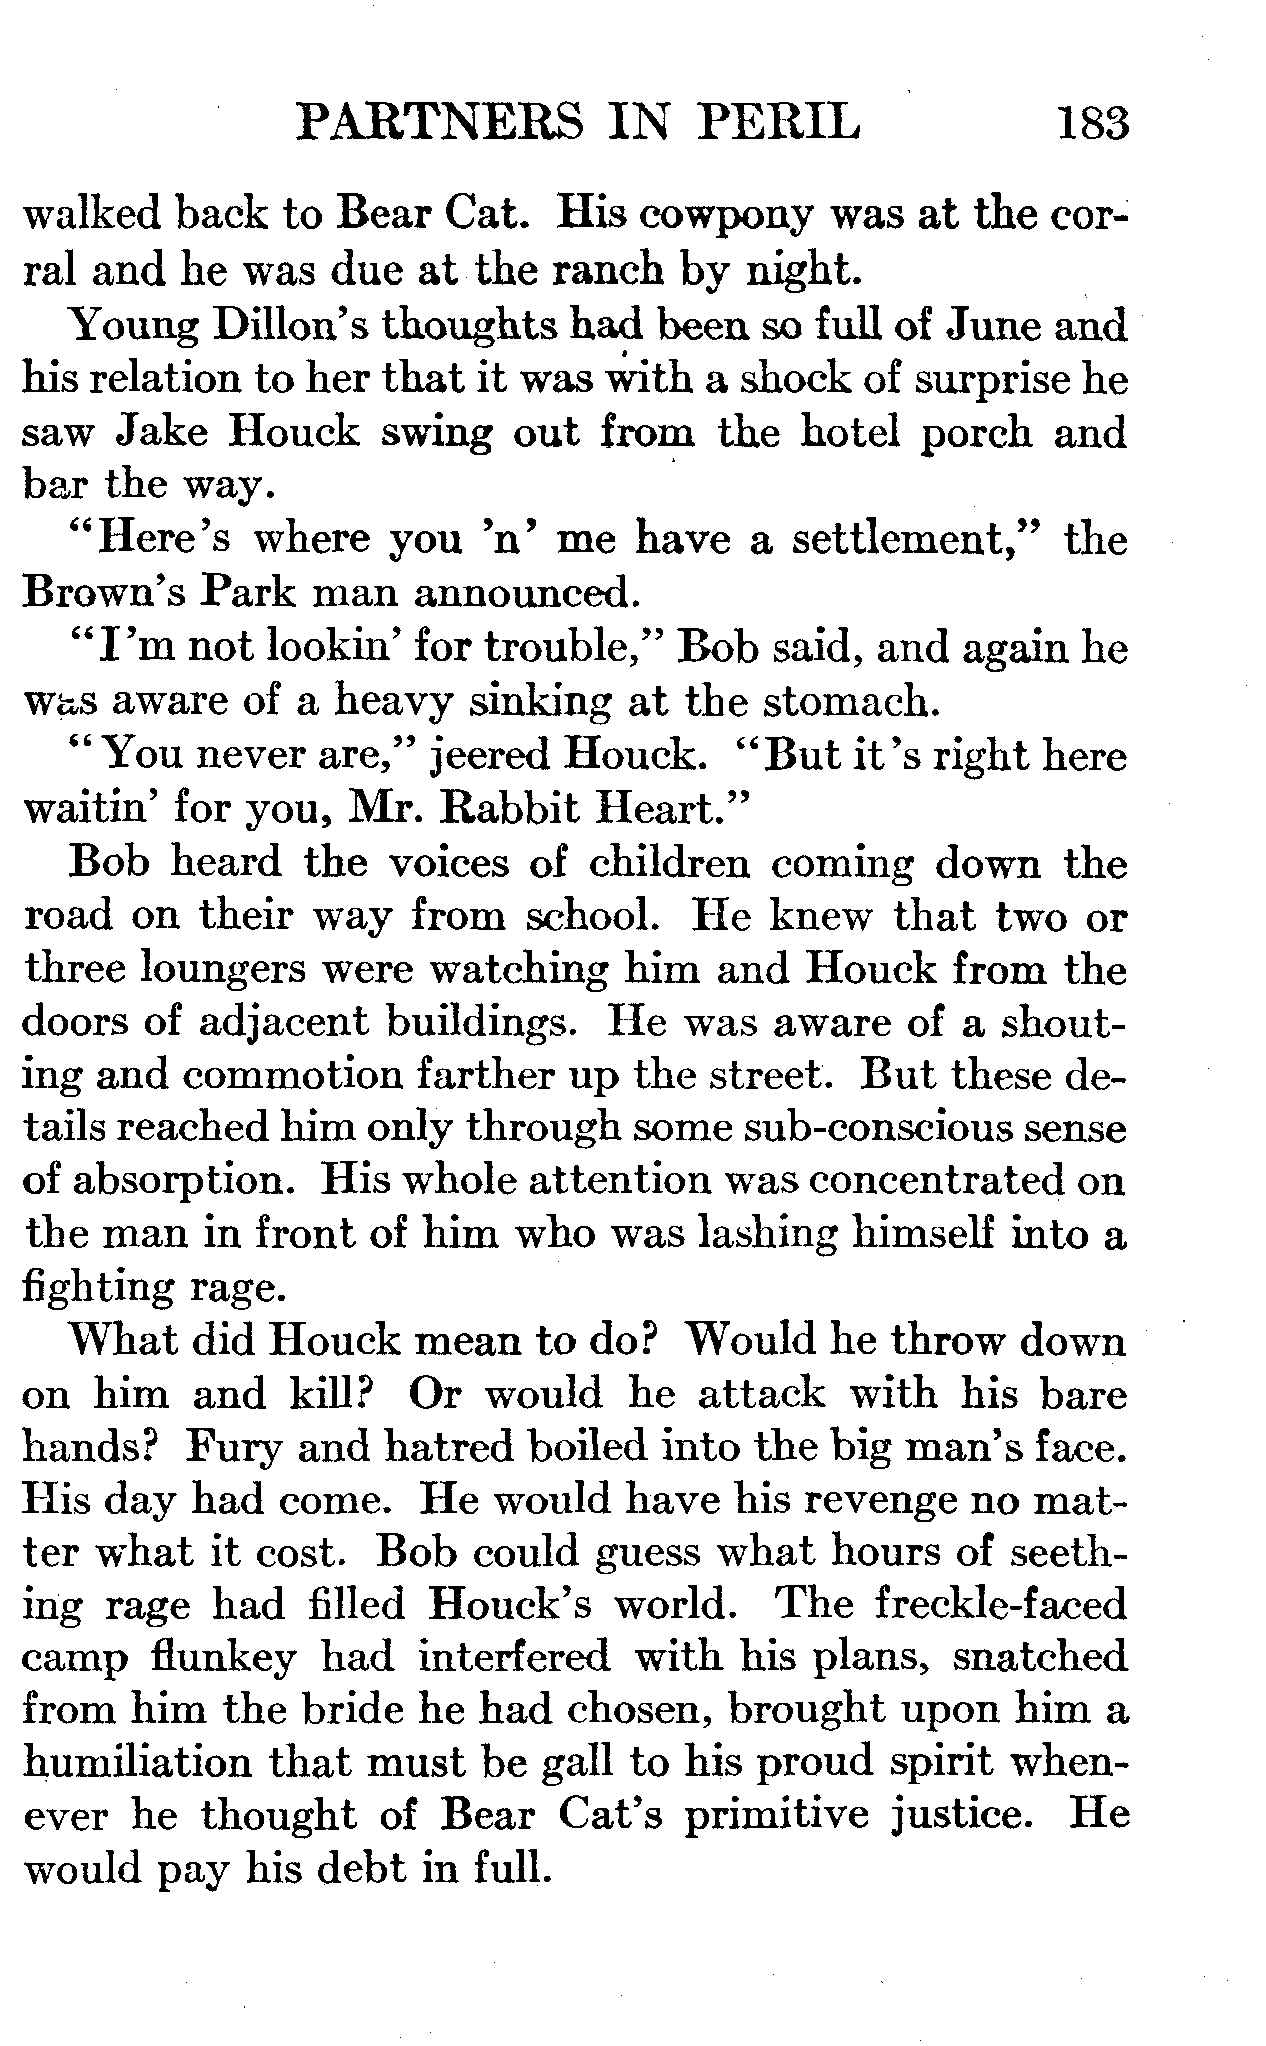 PARTNERS IN PERIL 183
walked back to Bear Cat. His cowpony was at the cor-
ral and he was due at the ranch by night.
Young Dillon's thoughts had been so full of June and
his relation to her that it was with a shock of surprise he
saw Jake Houck swing out from the hotel porch and
bar the way.
“Here's where you 'n' me have a settlement,” the
Brown's Park man announced.
“I'm not lookin' for trouble,” Bob said, and again he
was aware of a heavy sinking at the stomach.
“You never are,” jeered Houck. “But it's right here
waitin' for you, Mr. Rabbit Heart.”
Bob heard the voices of children coming down the
road on their way from school. He knew that two or
three loungers were watching him and Houck from the
doors of adjacent buildings. He was aware of a shout-
ing and commotion farther up the street. But these de-
tails reached him only through some sub-conscious sense
of absorption. His whole attention was concentrated on
the man in front of him who was lashing himself into a
fighting rage.
What did Houck mean to do? Would he throw down
on him and kill? Or would he attack with his bare
hands? Fury and hatred boiled into the big man's face.
His day had come. He would have his revenge no mat-
ter what it cost. Bob could guess what hours of seeth-
ing rage had filled Houck's world. The freckle-faced
camp flunkey had interfered with his plans, snatched
from him the bride he had chosen, brought upon him a
humiliation that must be gall to his proud spirit when-
ever he thought of Bear Cat's primitive justice. He
would pay his debt in full.